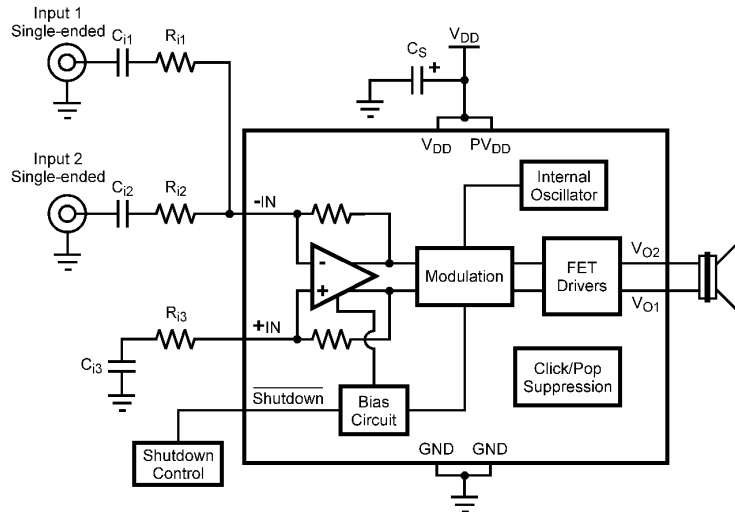 Input 1
Single-ended
Ci1
Ri1
CS
+
VDD
VDD
PVDD
Input 2
Single-ended
Ci2
Ri2
-IN
Internal
Oscillator
-
+
Modulation
FET
Drivers
VO2
VO1
Ri3
+IN
Ci3
Click/Pop
Suppression
Shutdown
Bias
Circuit
Shutdown
Control
GND
GND